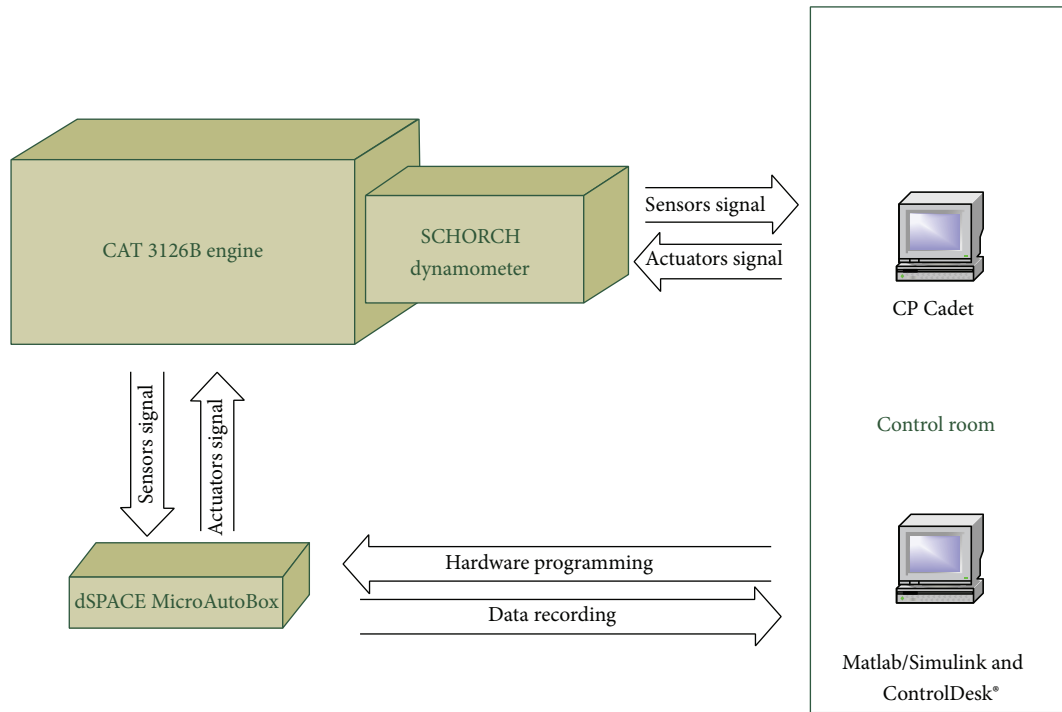 CAT 3126B engine
SCHORCH
dynamometer
Sensors signal
Actuators signal
CP Cadet
Control room
Sensors signal
Actuators signal
dSPACE MicroAutoBox
Hardware programming
Data recording
Matlab/Simulink and
ControlDesk®